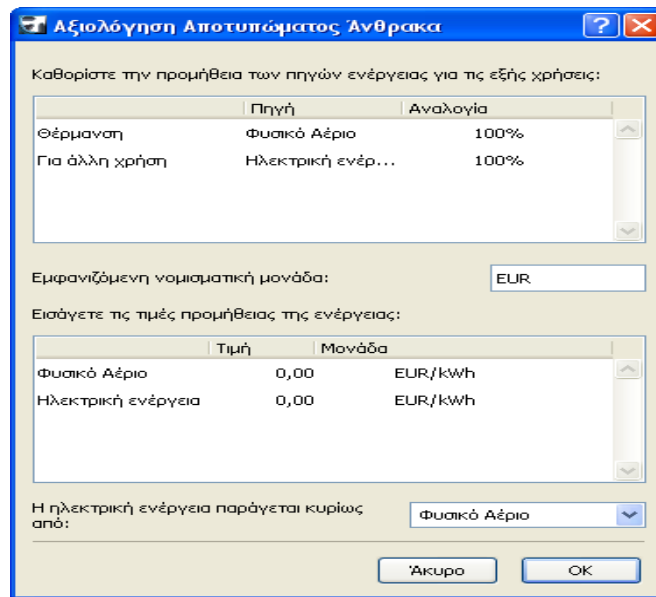 Αξιολόγηση Αποτυπώματος Άνθρακα
Καθορίστε την προμήθεια των πηγών ενέργειας για τις εξής χρήσεις:
Πηγή Αναλογία
Θέρμανση Φυσικό Αέριο 100%
Για άλλη χρήση Ηλεκτρική ενέρ... 100%
Εμφανιζόμενη νομισματική μονάδα: EUR
Εισάγετε τις τιμές προμήθειας της ενέργειας:
Τιμή Μονάδα
Φυσικό Αέριο 0,00 EUR/kWh
Ηλεκτρική ενέργεια 0,00 EUR/kWh
Η ηλεκτρική ενέργεια παράγεται κυρίως
από: Φυσικό Αέριο
Άκυρο OK